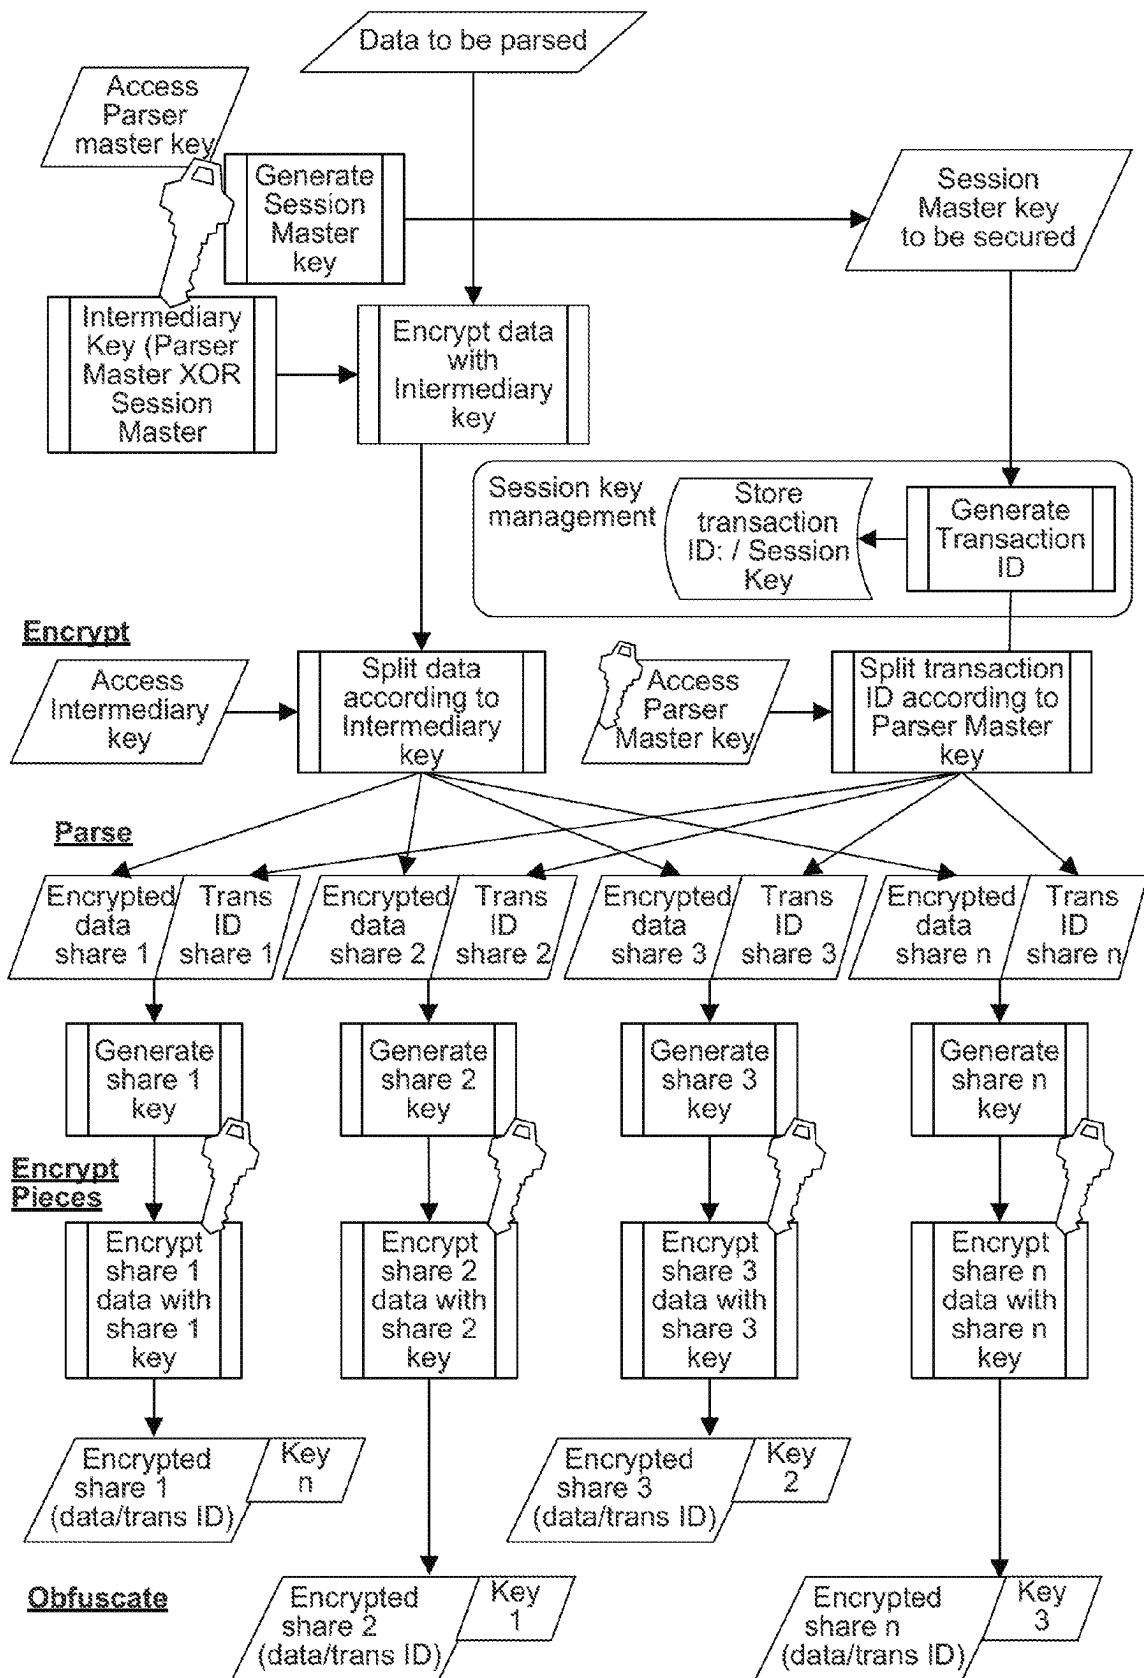 Data to be parsed
Access
Parser
master key
Generate
Session
Master
key
Session
Master key
to be secured
Intermediary
Key (Parser
Master XOR
Session
Master
Encrypt data
with
Intermediary
key
Session key
management
Store
transaction
ID: / Session
Key
Generate
Transaction
ID
Encrypt
Access
Intermediary
key
Split data
according to
Intermediary
key
Access
Parser
Master key
Split transaction
ID according to
Parser Master
key
Parse
Encrypted
data
share 1
Trans
ID
share 1
Encrypted
data
share 2
Trans
ID
share 2
Encrypted
data
share 3
Trans
ID
share 3
Encrypted
data
share n
Trans
ID
share n
Generate
share 1
key
Generate
share 2
key
Generate
share 3
key
Generate
share n
key
Encrypt
Pieces
Encrypt
share 1
data with
share 1
key
Encrypt
share 2
data with
share 2
key
Encrypt
share 3
data with
share 3
key
Encrypt
share n
data with
share n
key
Encrypted
share 1
(data/trans ID)
Key
n
Encrypted
share 3
(data/trans ID)
Key
2
Obfuscate
Encrypted
share 2
(data/trans ID)
Key
1
Encrypted
share n
(data/trans ID)
Key
3